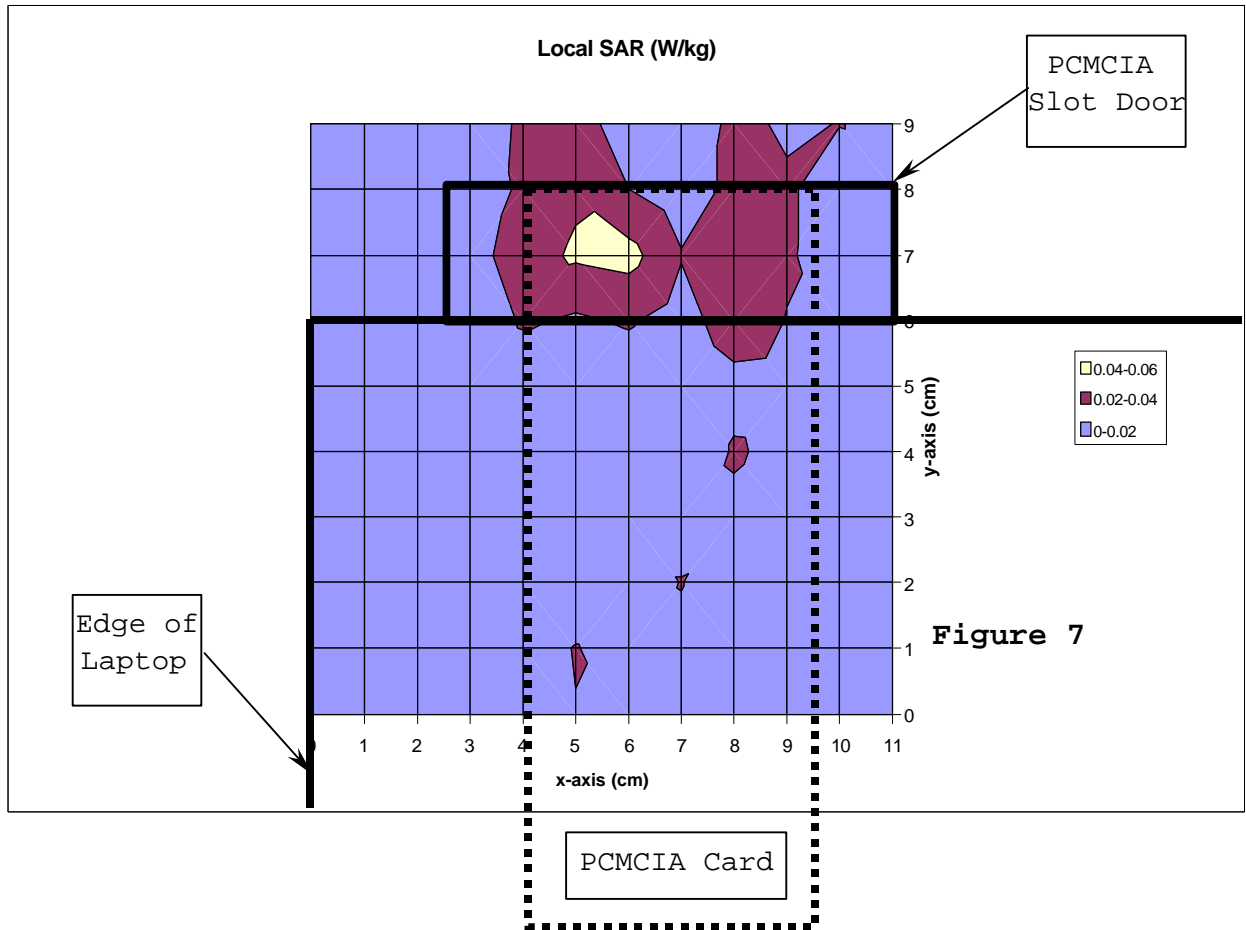 Local SAR (W/kg)
PCMCIA
Slot Door
9
8
7
6
5
4
3
2
1
0
y-axis (cm)
0.04-0.06
0.02-0.04
0-0.02
Edge of
Laptop
Figure 7
0 1 2 3 4 5 6 7 8 9 10 11
x-axis (cm)
PCMCIA Card